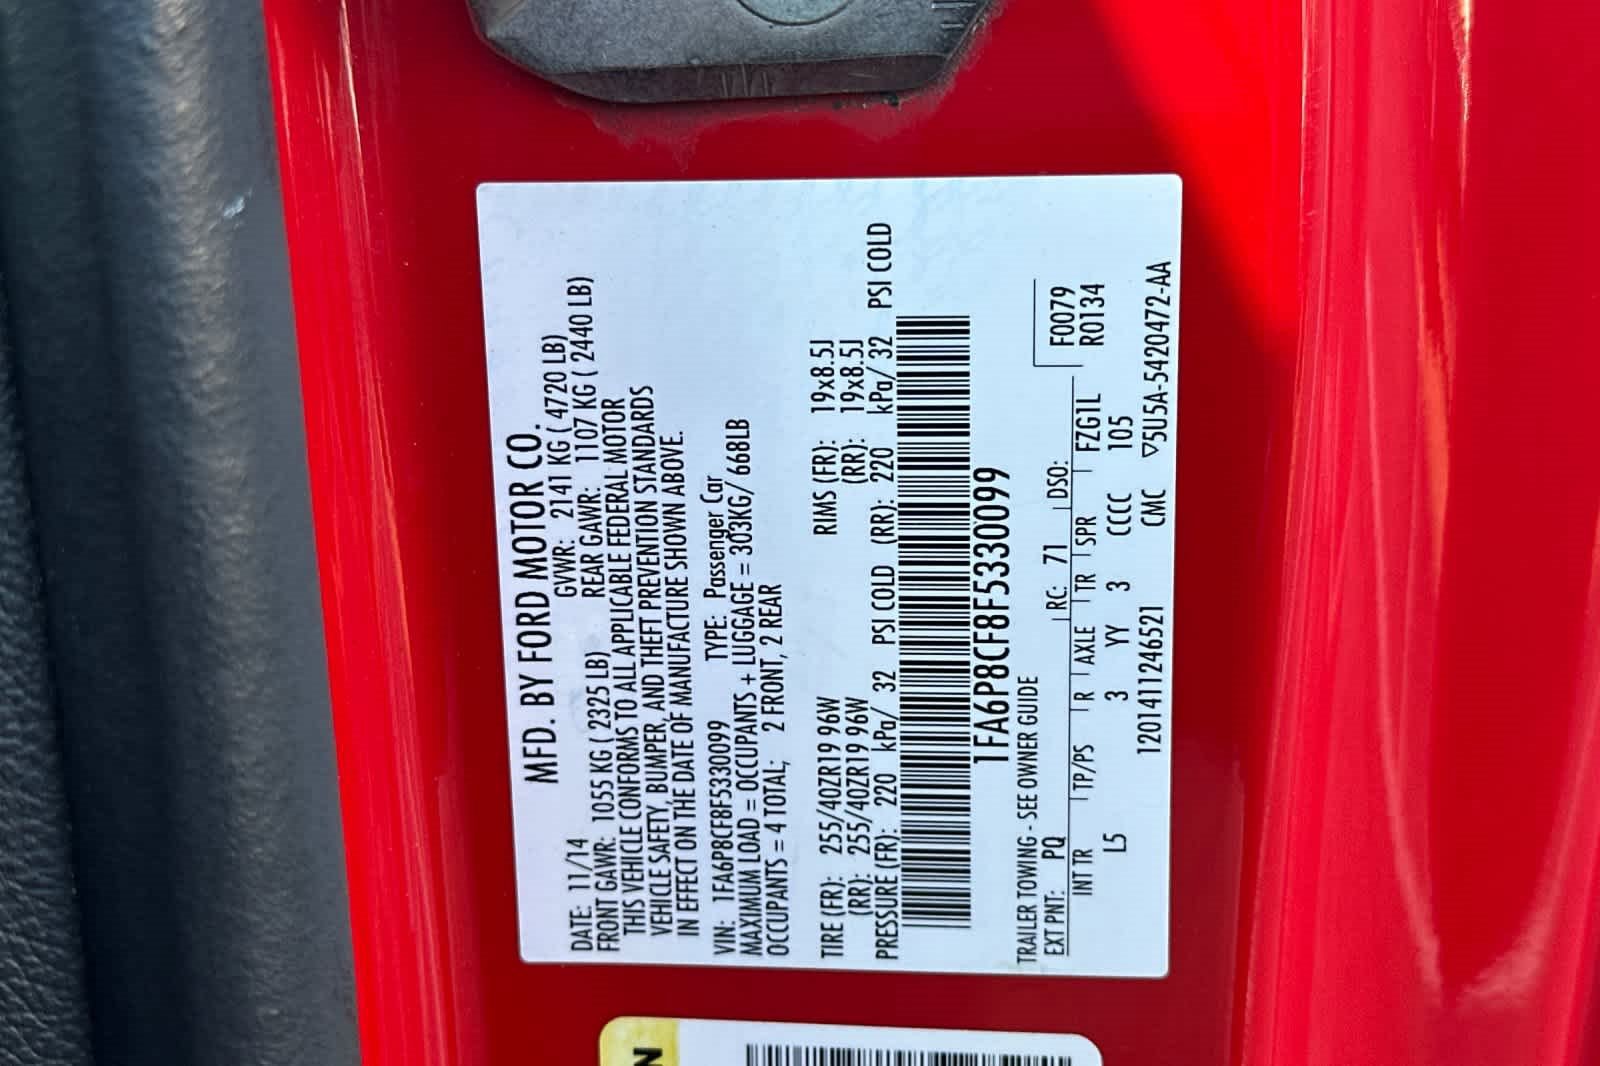 MFD. BY FORD MOTOR CO.
DATE: 11/14 GVWR: 2141 KG ( 4720 LB)
FRONT GAWR: 1055 KG ( 2325 LB) REAR GAWR: 1107 KG ( 2440 LB)
THIS VEHICLE CONFORMS TO ALL APPLICABLE FEDERAL MOTOR
VEHICLE SAFETY, BUMPER, AND THEFT PREVENTION STANDARDS
IN EFFECT ON THE DATE OF MANUFACTURE SHOWN ABOVE.
VIN: 1FA6P8CF8F5330099 TYPE: Passenger Car
MAXIMUM LOAD = OCCUPANTS + LUGGAGE = 303KG/ 668LB
OCCUPANTS = 4 TOTAL; 2 FRONT, 2 REAR
TIRE (FR): 255/40ZR19 96W RIMS (FR): 19x8.5J
(RR): 255/40ZR19 96W (RR): 19x8.5J
PRESSURE (FR): 220 kPa/ 32 PSI COLD (RR): 220 kPa/ 32 PSI COLD
1FA6P8CF8F5330099
TRAILER TOWING - SEE OWNER GUIDE
EXT PNT: PQ RC: 71 DSO: F0079
INT TR TP/PS R AXLE TR SPR FZG1L R0134
L5 3 YY 3 CCCC 105
1201411246521 CMC ▽5U5A-5420472-AA
N